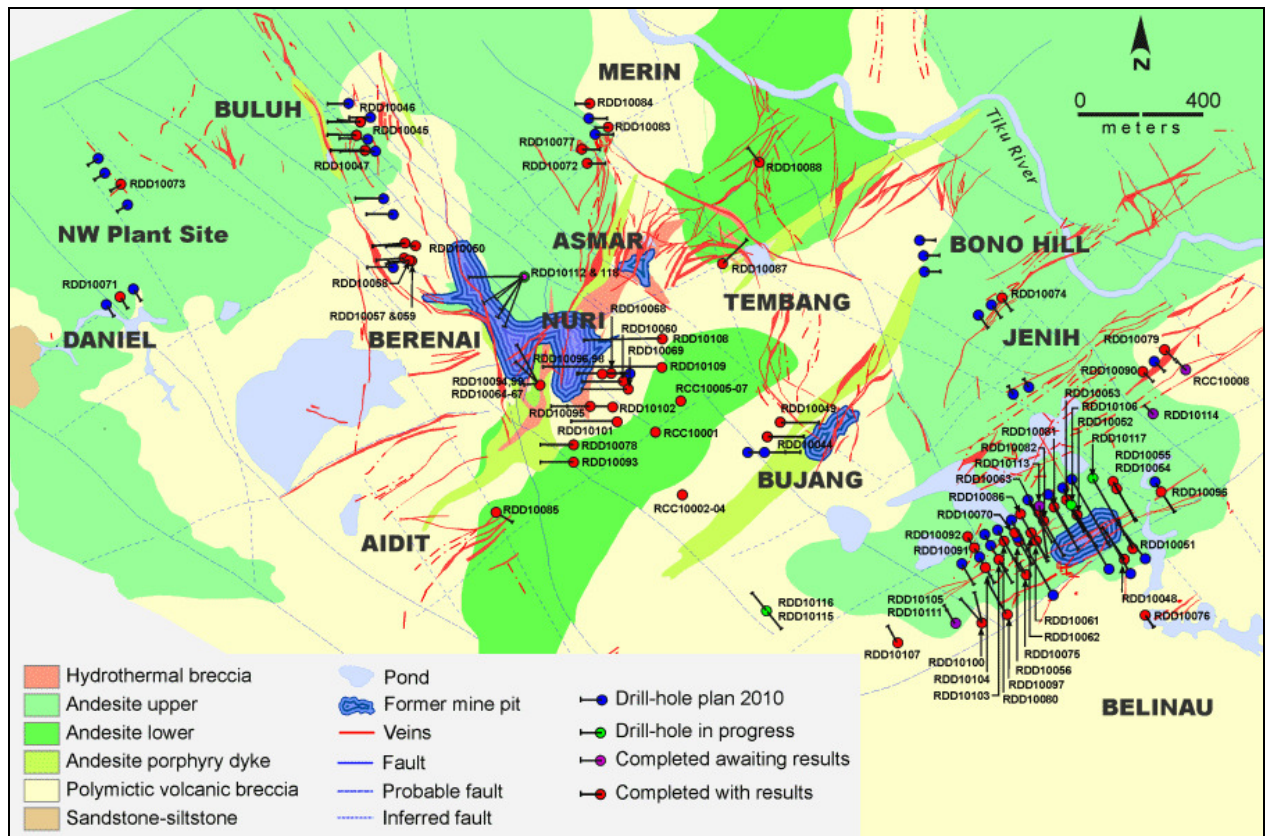 MERIN
N
BULUH
RDD10046
RDD10084
0 400
meters
RDD10045
RDD10083
RDD10077
Tiku River
RDD10047
RDD10072
RDD10088
RDD10073
NW Plant Site
ASMAR
BONO HILL
RDD10050
RDD10087
RDD10112 & 118
RDD10058
RDD10071
TEMBANG
RDD10074
RDD10068
RDD10057 &059
NURI
RDD10060
DANIEL
BERENAI
JENIH
RDD10108
RDD10079
RDD10069
RDD10096,98
RDD10109
RDD10090
RCC10008
RDD10094,99
RDD10064-67
RCC10005-07
RDD10053
RDD10106
RDD10095
RDD10102
RDD10049
RDD10052
RDD10114
RDD10101
RCC10001
RDD10081
RDD10117
RDD10078
RDD10044
RDD10082
RDD10055
RDD10054
RDD10093
RDD10113
BUJANG
RDD10063
RCC10002-04
RDD10086
RDD10085
RDD10070
AIDIT
RDD10092
RDD10091
RDD10051
RDD10116
RDD10115
RDD10105
RDD10111
RDD10048
RDD10076
RDD10061
RDD10062
RDD10107
RDD10100
RDD10075
RDD10104
RDD10056
RDD10103
RDD10097
RDD10080
BELINAU
Hydrothermal breccia
Andesite upper
Andesite lower
Andesite porphyry dyke
Polymictic volcanic breccia
Sandstone-siltstone
Pond
Former mine pit
Veins
Fault
Probable fault
Inferred fault
Drill-hole plan 2010
Drill-hole in progress
Completed awaiting results
Completed with results